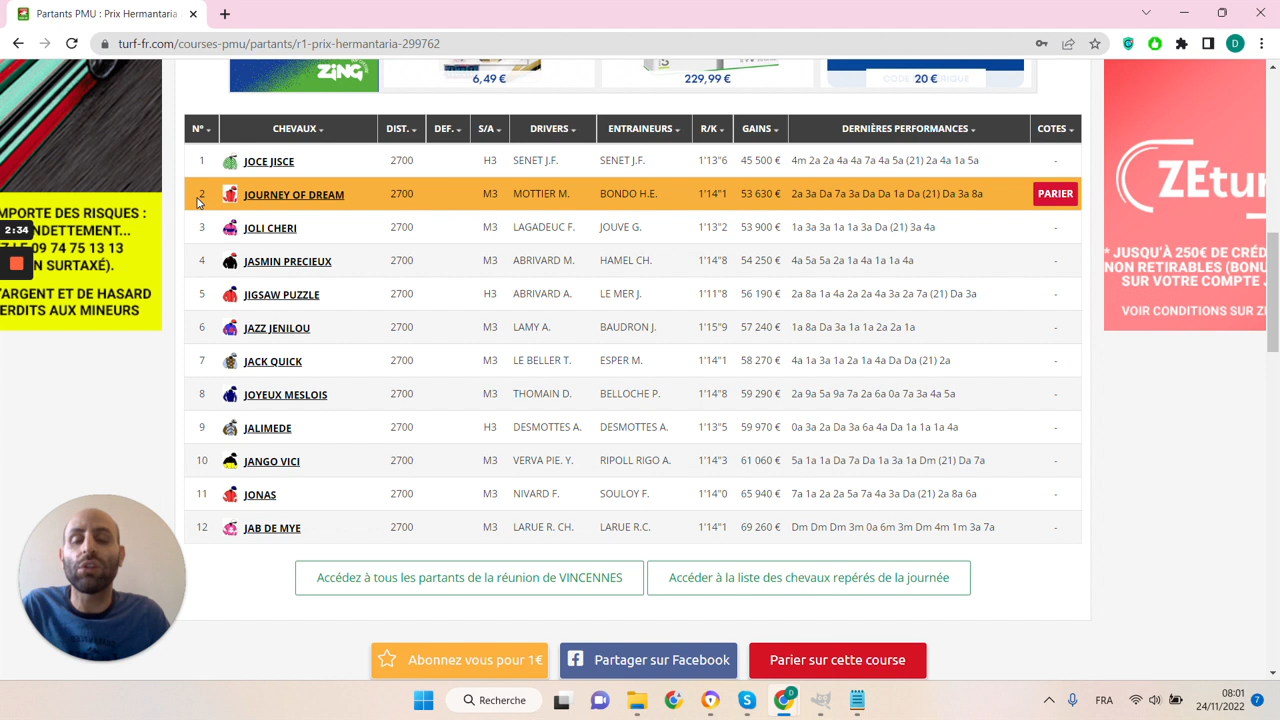 Partants PMU : Prix Hermantaria
turf-fr.com/courses-pmu/partants/r1-prix-hermantaria-299762
ZING
6,49 €
229,99 €
20 €
Nº CHEVAUX DIST. DEF. S/A DRIVERS ENTRAINEURS R/K GAINS DERNIÈRES PERFORMANCES COTES
1 JOCE JISCE 2700 H3 SENET J.F. SENET J.F. 1'13"6 45 500 € 4m 2a 2a 4a 4a 7a 4a 5a (21) 2a 4a 1a 5a -
2 JOURNEY OF DREAM 2700 M3 MOTTIER M. BONDO H.E. 1'14"1 53 630 € 2a 3a Da 7a 3a Da Da 1a Da (21) Da 3a 8a PARIER
3 JOLI CHERI 2700 M3 LAGADEUC F. JOUVE G. 1'13"2 53 900 € 1a 3a 3a 1a 1a 3a Da (21) 3a 4a -
4 JASMIN PRECIEUX 2700 M3 ABRIVARD M. HAMEL CH. 1'14"8 54 250 € 4a 5a 5a 2a 1a 4a 1a 1a 4a -
5 JIGSAW PUZZLE 2700 H3 ABRIVARD A. LE MER J. 1'11"8 56 190 € 2a 8a 1a 4a 2a 4a 3a 2a 7a (21) Da 3a -
6 JAZZ JENILOU 2700 M3 LAMY A. BAUDRON J. 1'15"9 57 240 € 1a 8a Da 3a 1a 1a 2a 2a 1a -
7 JACK QUICK 2700 M3 LE BELLER T. ESPER M. 1'14"1 58 270 € 4a 1a 3a 1a 2a 1a 4a Da Da (21) 2a -
8 JOYEUX MESLOIS 2700 M3 THOMAIN D. BELLOCHE P. 1'14"8 59 290 € 2a 9a 5a 9a 7a 2a 6a 0a 7a 3a 4a 5a -
9 JALIMEDE 2700 H3 DESMOTTES A. DESMOTTES A. 1'13"5 59 970 € 0a 3a 2a Da 3a 6a 4a Da 1a 1a 1a 4a -
10 JANGO VICI 2700 M3 VERVA PIE. Y. RIPOLL RIGO A. 1'14"3 61 060 € 5a 1a 1a Da 7a Da 1a 3a 1a Dm (21) Da 7a -
11 JONAS 2700 M3 NIVARD F. SOULOY F. 1'14"0 65 940 € 7a 1a 2a 2a 5a 7a 4a 3a Da (21) 2a 8a 6a -
12 JAB DE MYE 2700 M3 LARUE R. CH. LARUE R.C. 1'14"1 69 260 € Dm Dm Dm 3m 0a 6m 3m Dm 4m 1m 3a 7a -
MPORTE DES RISQUES :
NDETTEMENT...
2:34
LE 09 74 75 13 13
N SURTAXÉ).
'ARGENT ET DE HASARD
ERDITS AUX MINEURS
ZEtur
* JUSQU'À 250€ DE CRÉD
NON RETIRABLES (BONU
SUR VOTRE COMPTE
VOIR CONDITIONS SUR ZE
Accédez à tous les partants de la réunion de VINCENNES
Accéder à la liste des chevaux repérés de la journée
Abonnez vous pour 1€
Partager sur Facebook
Parier sur cette course
Recherche
FRA
08:01
24/11/2022
7